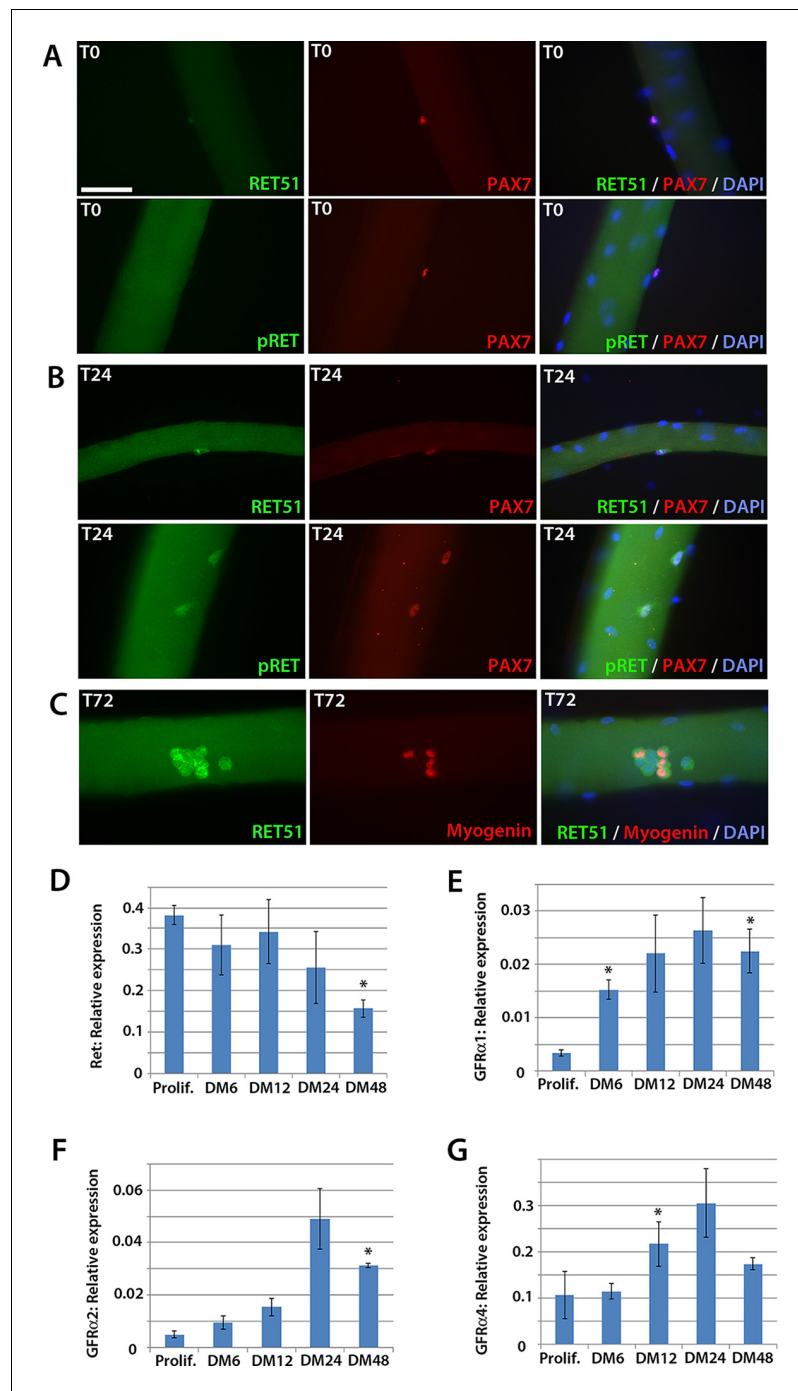 A
T0
RET51
T0
PAX7
T0
RET51 / PAX7 / DAPI
T0
pRET
T0
PAX7
T0
pRET / PAX7 / DAPI
B
T24
RET51
T24
PAX7
T24
RET51 / PAX7 / DAPI
T24
pRET
T24
PAX7
T24
pRET / PAX7 / DAPI
C
T72
RET51
T72
Myogenin
T72
RET51 / Myogenin / DAPI
D
Ret: Relative expression
0.4
0.3
0.2
0.1
0
*
Prolif. DM6 DM12 DM24 DM48
E
GFRα1: Relative expression
0.03
0.02
0.01
0
*
*
Prolif. DM6 DM12 DM24 DM48
F
GFRα2: Relative expression
0.06
0.04
0.02
0
*
Prolif. DM6 DM12 DM24 DM48
G
GFRα4: Relative expression
0.3
0.2
0.1
0
*
Prolif. DM6 DM12 DM24 DM48